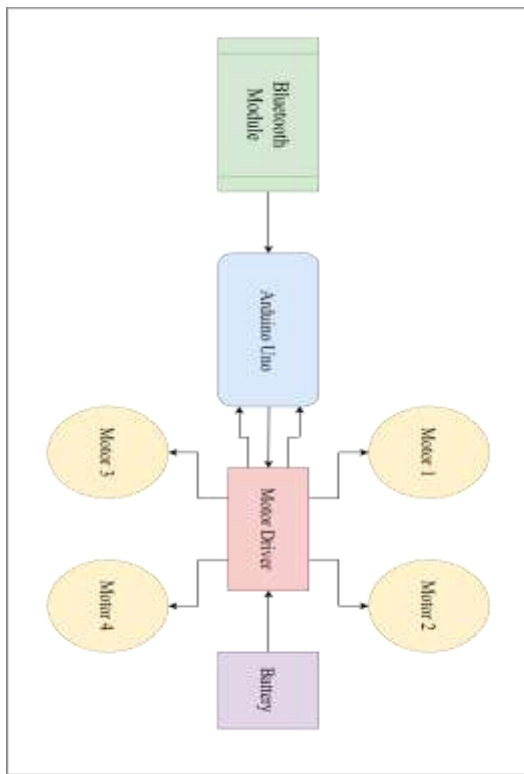 Bluetooth
Module
Arduino Uno
Motor 1
Motor 3
Motor Driver
Motor 2
Motor 4
Battery